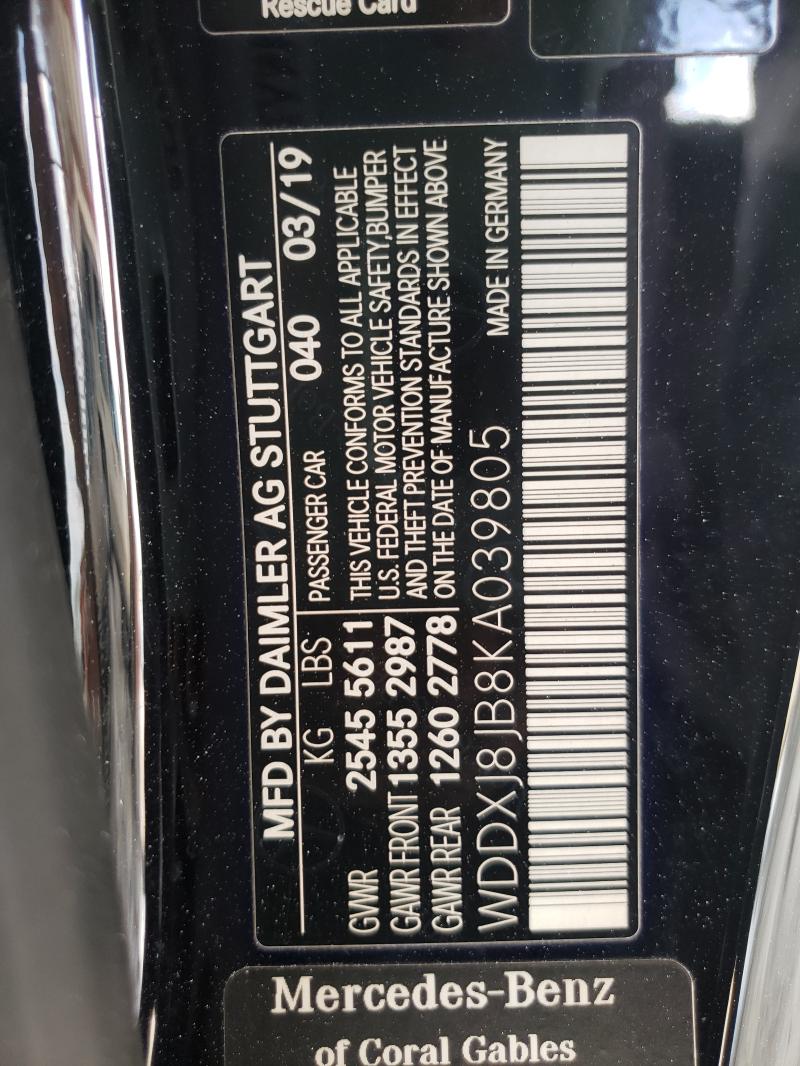 Rescue Card
MFD BY DAIMLER AG STUTTGART
KG LBS PASSENGER CAR 040 03/19
GVWR 2545 5611 THIS VEHICLE CONFORMS TO ALL APPLICABLE
GAWR FRONT 1355 2987 U.S. FEDERAL MOTOR VEHICLE SAFETY,BUMPER
AND THEFT PREVENTION STANDARDS IN EFFECT
GAWR REAR 1260 2778 ON THE DATE OF MANUFACTURE SHOWN ABOVE
WDDXJ8JB8KA039805 MADE IN GERMANY
Mercedes-Benz
of Coral Gables